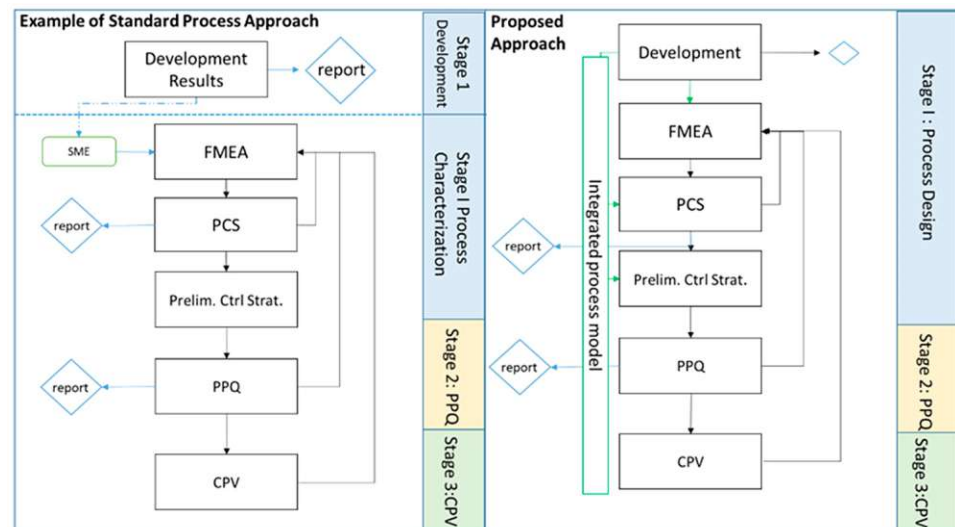 Example of Standard Process Approach
Development
Results
report
SME
FMEA
PCS
report
Prelim. Ctrl Strat.
PPQ
report
CPV
Stage 1
Development
Stage I Process
Characterization
Stage 2: PPQ
Stage 3:CPV
Proposed
Approach
Development
FMEA
PCS
report
Prelim. Ctrl Strat.
PPQ
report
CPV
Integrated process model
Stage I : Process Design
Stage 2: PPQ
Stage 3:CPV